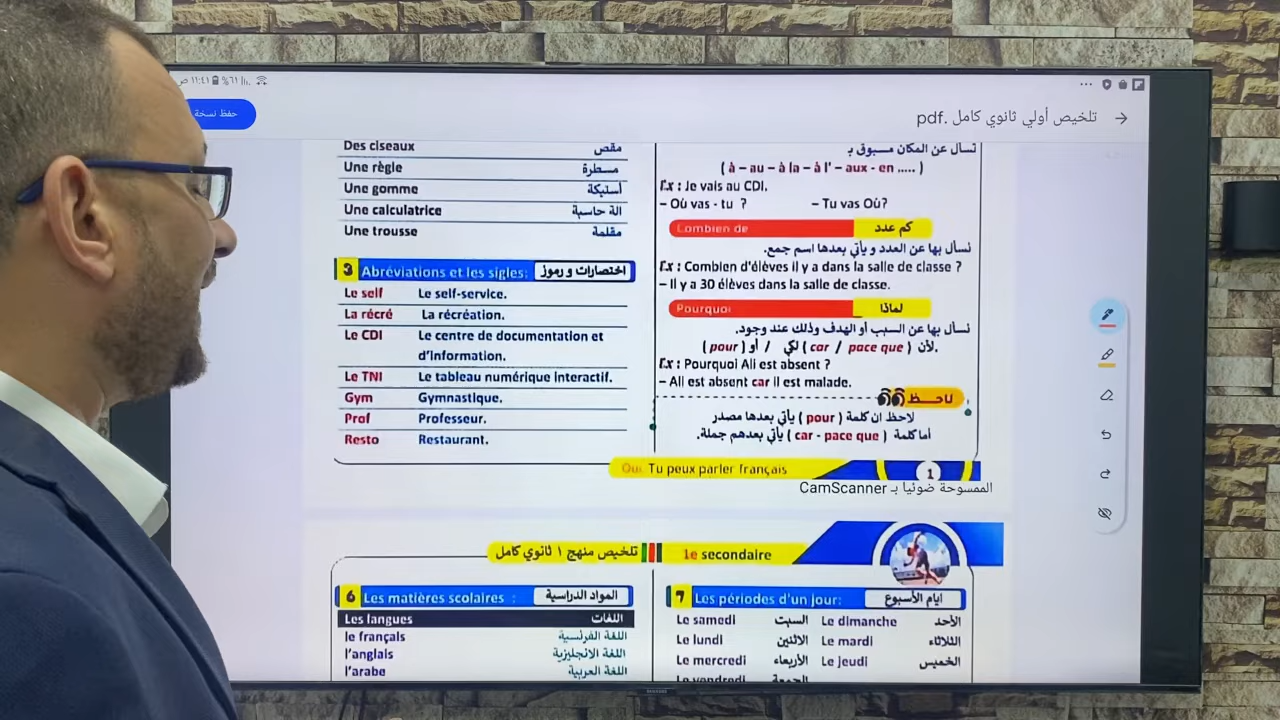 ١١:٤١ ص
%٦١
حفظ نسخة
تلخيص أولي ثانوي كامل .pdf
Des ciseaux مقص
Une règle مسطرة
Une gomme أستيكة
Une calculatrice الة حاسبة
Une trousse مقلمة
3 Abréviations et les sigles: اختصارات و رموز
Le self Le self-service.
La récré La récréation.
Le CDI Le centre de documentation et
d'information.
Le TNI Le tableau numérique interactif.
Gym Gymnastique.
Prof Professeur.
Resto Restaurant.
تسأل عن المكان مسبوق بـ
( à – au – à la – à l' – aux - en ..... )
Ex : Je vais au CDI.
– Où vas - tu ? – Tu vas Où?
Combien de كم عدد
نسأل بها عن العدد و يأتي بعدها اسم جمع.
Ex : Combien d'élèves il y a dans la salle de classe ?
– Il y a 30 élèves dans la salle de classe.
Pourquoi لماذا
نسأل بها عن السبب أو الهدف وذلك عند وجود.
لأن ( car / pace que ) لكي / أو ( pour ).
Ex : Pourquoi Ali est absent ?
– Ali est absent car il est malade.
لاحظ
لاحظ ان كلمة ( pour ) يأتي بعدها مصدر
أما كلمة ( car - pace que ) يأتي بعدهم جملة.
Oui. Tu peux parler français 1
الممسوحة ضوئيا بـ CamScanner
تلخيص منهج ١ ثانوي كامل 1e secondaire
6 Les matières scolaires : المواد الدراسية
Les langues اللغات
le français اللغة الفرنسية
l'anglais اللغة الانجليزية
l'arabe اللغة العربية
7 Les périodes d'un jour: ايام الأسبوع
Le samedi السبت Le dimanche الأحد
Le lundi الاثنين Le mardi الثلاثاء
Le mercredi الأربعاء Le jeudi الخميس
Le vendredi الجمعة
SAMSUNG